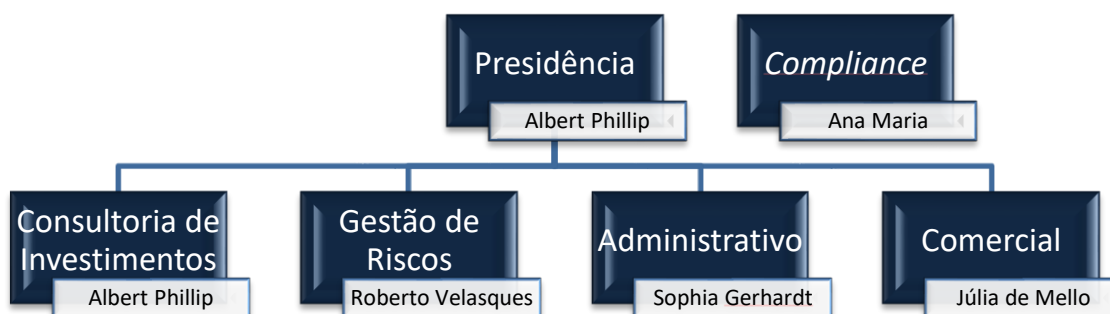 Presidência
Albert Phillip
Compliance
Ana Maria
Consultoria de
Investimentos
Albert Phillip
Gestão de
Riscos
Roberto Velasques
Administrativo
Sophia Gerhardt
Comercial
Júlia de Mello